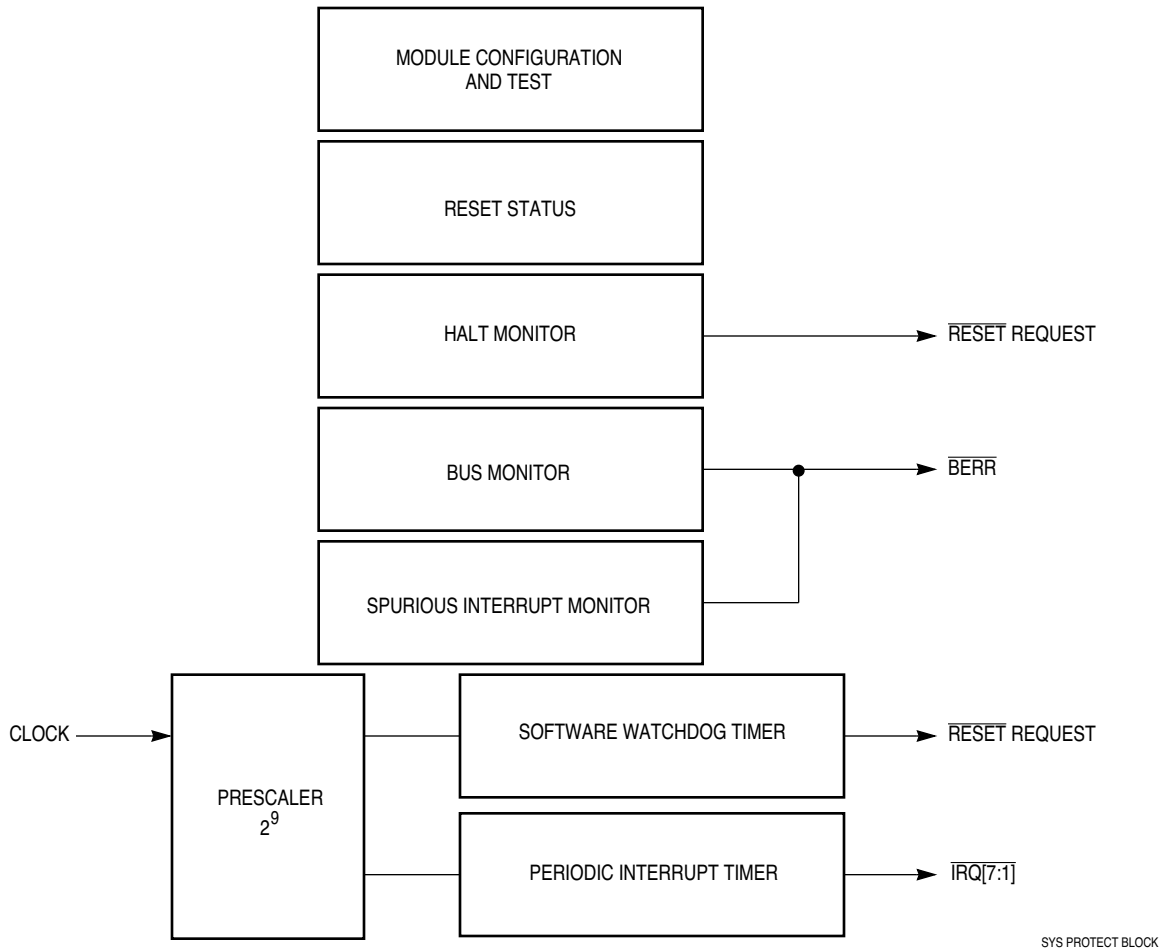 MODULE CONFIGURATION
AND TEST
RESET STATUS
HALT MONITOR
RESET REQUEST
BUS MONITOR
BERR
SPURIOUS INTERRUPT MONITOR
CLOCK
PRESCALER
2⁹
SOFTWARE WATCHDOG TIMER
RESET REQUEST
PERIODIC INTERRUPT TIMER
IRQ[7:1]
SYS PROTECT BLOCK